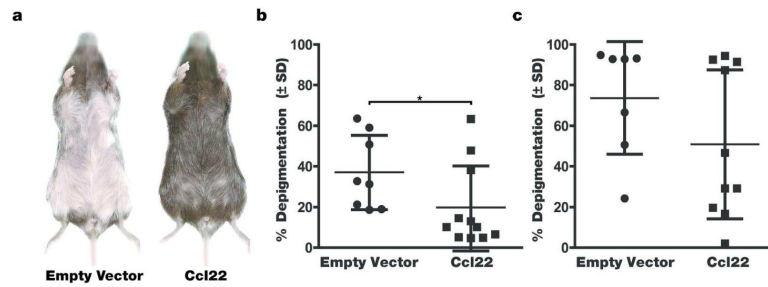 a
Empty Vector Ccl22
b
% Depigmentation (± SD)
100
80
60
40
20
0
*
Empty Vector Ccl22
c
% Depigmentation (± SD)
100
80
60
40
20
0
Empty Vector Ccl22